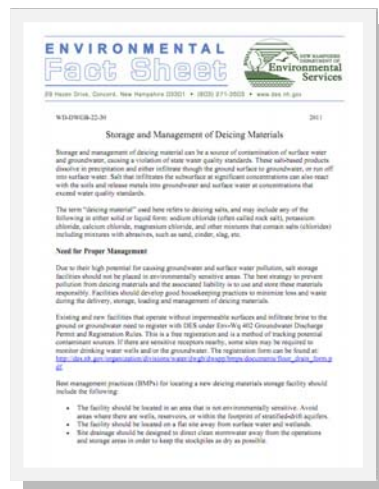 ENVIRONMENTAL
Fact Sheet
NEW HAMPSHIRE
DEPARTMENT OF
Environmental
Services
29 Hazen Drive, Concord, New Hampshire 03301 • (603) 271-3503 • www.des.nh.gov
WD-DWGB-22-30 2011
Storage and Management of Deicing Materials
Storage and management of deicing material can be a source of contamination of surface water
and groundwater, causing a violation of state water quality standards. These salt-based products
dissolve in precipitation and either infiltrate though the ground surface to groundwater, or run off
into surface water. Salt that infiltrates the subsurface at significant concentrations can also react
with the soils and release metals into groundwater and surface water at concentrations that
exceed water quality standards.
The term "deicing material" used here refers to deicing salts, and may include any of the
following in either solid or liquid form: sodium chloride (often called rock salt), potassium
chloride, calcium chloride, magnesium chloride, and other mixtures that contain salts (chlorides)
including mixtures with abrasives, such as sand, cinder, slag, etc.
Need for Proper Management
Due to their high potential for causing groundwater and surface water pollution, salt storage
facilities should not be placed in environmentally sensitive areas. The best strategy to prevent
pollution from deicing materials and the associated liability is to use and store these materials
responsibly. Facilities should develop good housekeeping practices to minimize loss and waste
during the delivery, storage, loading and management of deicing materials.
Existing and new facilities that operate without impermeable surfaces and infiltrate brine to the
ground or groundwater need to register with DES under Env-Wq 402 Groundwater Discharge
Permit and Registration Rules. This is a free registration and is a method of tracking potential
contaminant sources. If there are sensitive receptors nearby, some sites may be required to
monitor drinking water wells and/or the groundwater. The registration form can be found at:
http://des.nh.gov/organization/divisions/water/dwgb/dwspp/bmps/documents/floor_drain_form.p
df
Best management practices (BMPs) for locating a new deicing materials storage facility should
include the following:
• The facility should be located in an area that is not environmentally sensitive. Avoid
areas where there are wells, reservoirs, or within the footprint of stratified-drift aquifers.
• The facility should be located on a flat site away from surface water and wetlands.
• Site drainage should be designed to direct clean stormwater away from the operations
and storage areas in order to keep the stockpiles as dry as possible.